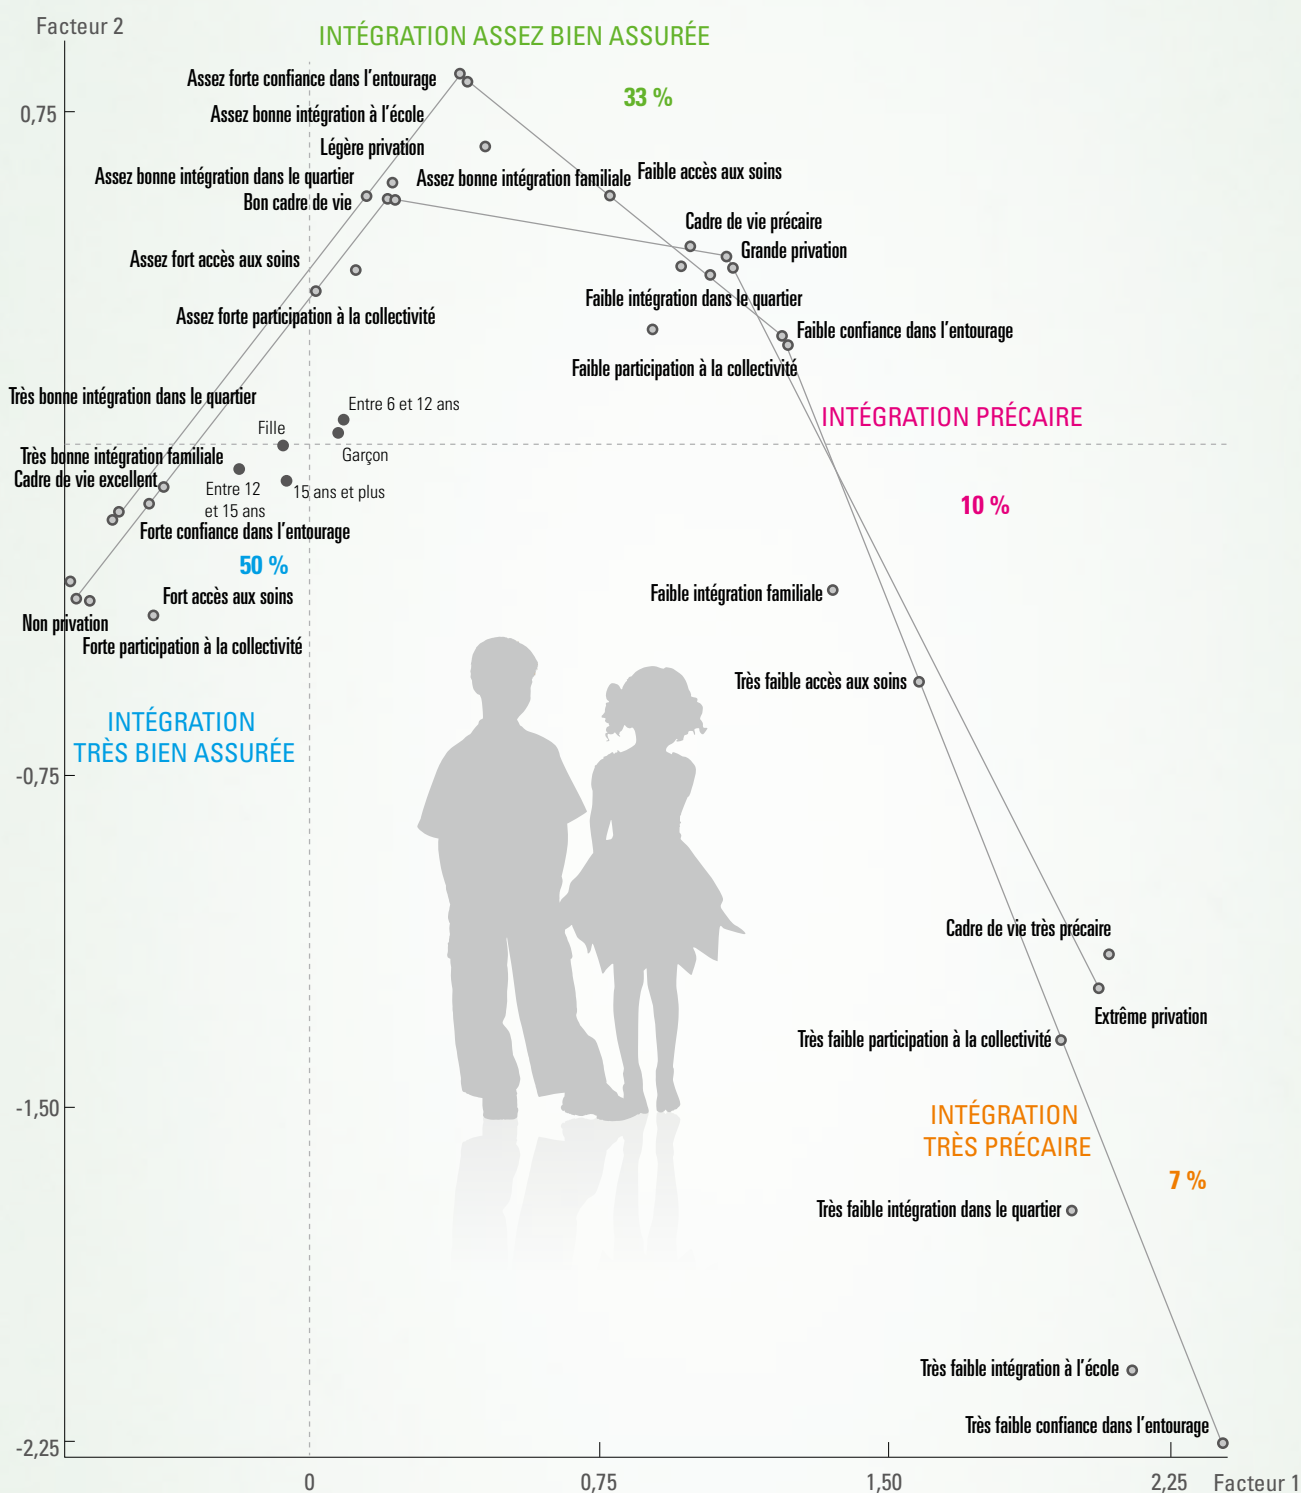 Facteur 2
INTÉGRATION ASSEZ BIEN ASSURÉE
Assez forte confiance dans l'entourage
33 %
0,75
Assez bonne intégration à l'école
Légère privation
Faible accès aux soins
Assez bonne intégration dans le quartier
Assez bonne intégration familiale
Bon cadre de vie
Cadre de vie précaire
Grande privation
Assez fort accès aux soins
Faible intégration dans le quartier
Assez forte participation à la collectivité
Faible confiance dans l'entourage
Faible participation à la collectivité
Très bonne intégration dans le quartier
Entre 6 et 12 ans
INTÉGRATION PRÉCAIRE
Fille
Garçon
Très bonne intégration familiale
Cadre de vie excellent
Entre 12
et 15 ans
15 ans et plus
10 %
Forte confiance dans l'entourage
50 %
Faible intégration familiale
Fort accès aux soins
Non privation
Forte participation à la collectivité
Très faible accès aux soins
INTÉGRATION
TRÈS BIEN ASSURÉE
-0,75
Cadre de vie très précaire
Extrême privation
Très faible participation à la collectivité
-1,50
INTÉGRATION
TRÈS PRÉCAIRE
7 %
Très faible intégration dans le quartier
Très faible intégration à l'école
Très faible confiance dans l'entourage
-2,25
0
0,75
1,50
2,25
Facteur 1